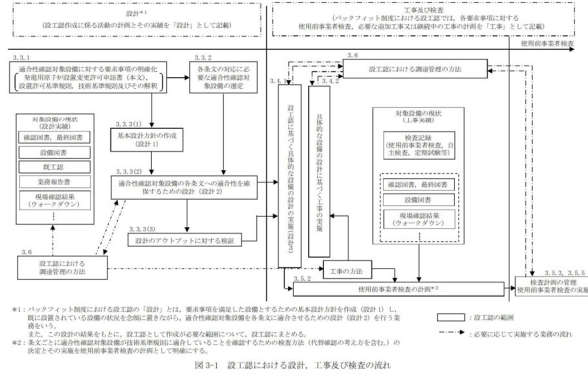 設計*1
(設工認作成に係る活動の計画とその実績を「設計」として記載)
工事及び検査
(バックフィット制度における設工認では、各要求事項に対する
使用前事業者検査、必要な追加工事又は継続中の工事の計画を「工事」として記載)
使用前事業者検査
3.3.1
適合性確認対象設備に対する要求事項の明確化
発電用原子炉設置変更許可申請書(本文)、
設置許可基準規則、技術基準規則及びその解釈
3.3.2
各条文の対応に必
要な適合性確認対
象設備の選定
3.3.3(1)
基本設計方針の作成
(設計1)
3.3.3(2)
適合性確認対象設備の各条文への適合性を確
保するための設計(設計2)
3.3.3(3)
設計のアウトプットに対する検証
対象設備の現状
(設計実績)
確認図書、最終図書
設備図書
既工認
業務報告書
現場確認結果
(ウォークダウン)
3.6
設工認における
調達管理の方法
3.4.1
設工認に基づく具体的な設備の設計の実施(設計3)
3.4.2
具体的な設備の設計に基づく工事の実施
3.6
設工認における調達管理の方法
対象設備の現状
(工事実績)
検査記録
(使用前事業者検査、自
主検査、定期試験等)
確認図書、最終図書
設備図書
現場確認結果
(ウォークダウン)
工事の方法
3.5.2
使用前事業者検査の計画*2
3.5.3、3.5.5
検査計画の管理
使用前事業者検査の実施
*1:バックフィット制度における設工認の「設計」とは、要求事項を満足した設備とするための基本設計方針を作成(設計1)し、
既に設置されている設備の状況を念頭に置きながら、適合性確認対象設備を各条文に適合させるための設計(設計2)を行う業
務をいう。
また、この設計の結果をもとに、設工認として作成が必要な範囲について、設工認にまとめる。
*2:条文ごとに適合性確認対象設備が技術基準規則に適合していることを確認するための検査方法(代替確認の考え方を含む。)の
決定とその実施を使用前事業者検査の計画として明確にする。
:設工認の範囲
:必要に応じて実施する業務の流れ
図3-1 設工認における設計、工事及び検査の流れ